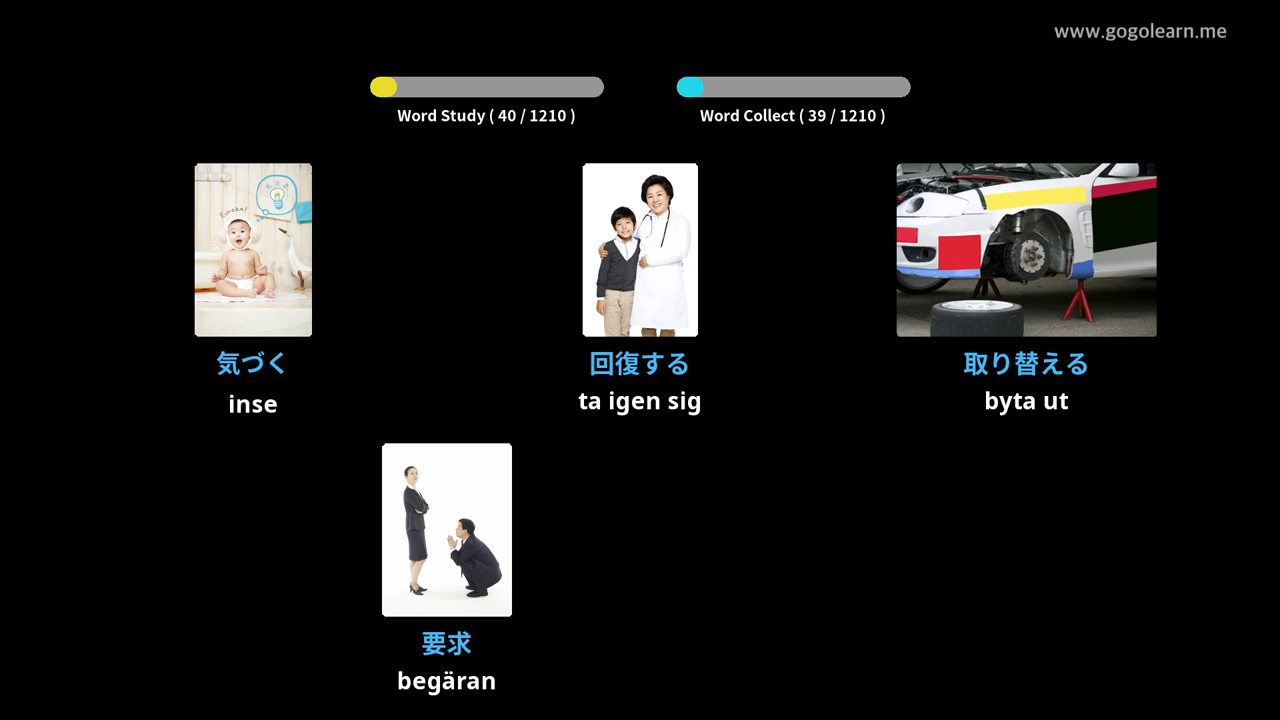 www.gogolearn.me
Word Study ( 40 / 1210 )
Word Collect ( 39 / 1210 )
Eureka!
気づく
inse
回復する
ta igen sig
取り替える
byta ut
要求
begäran